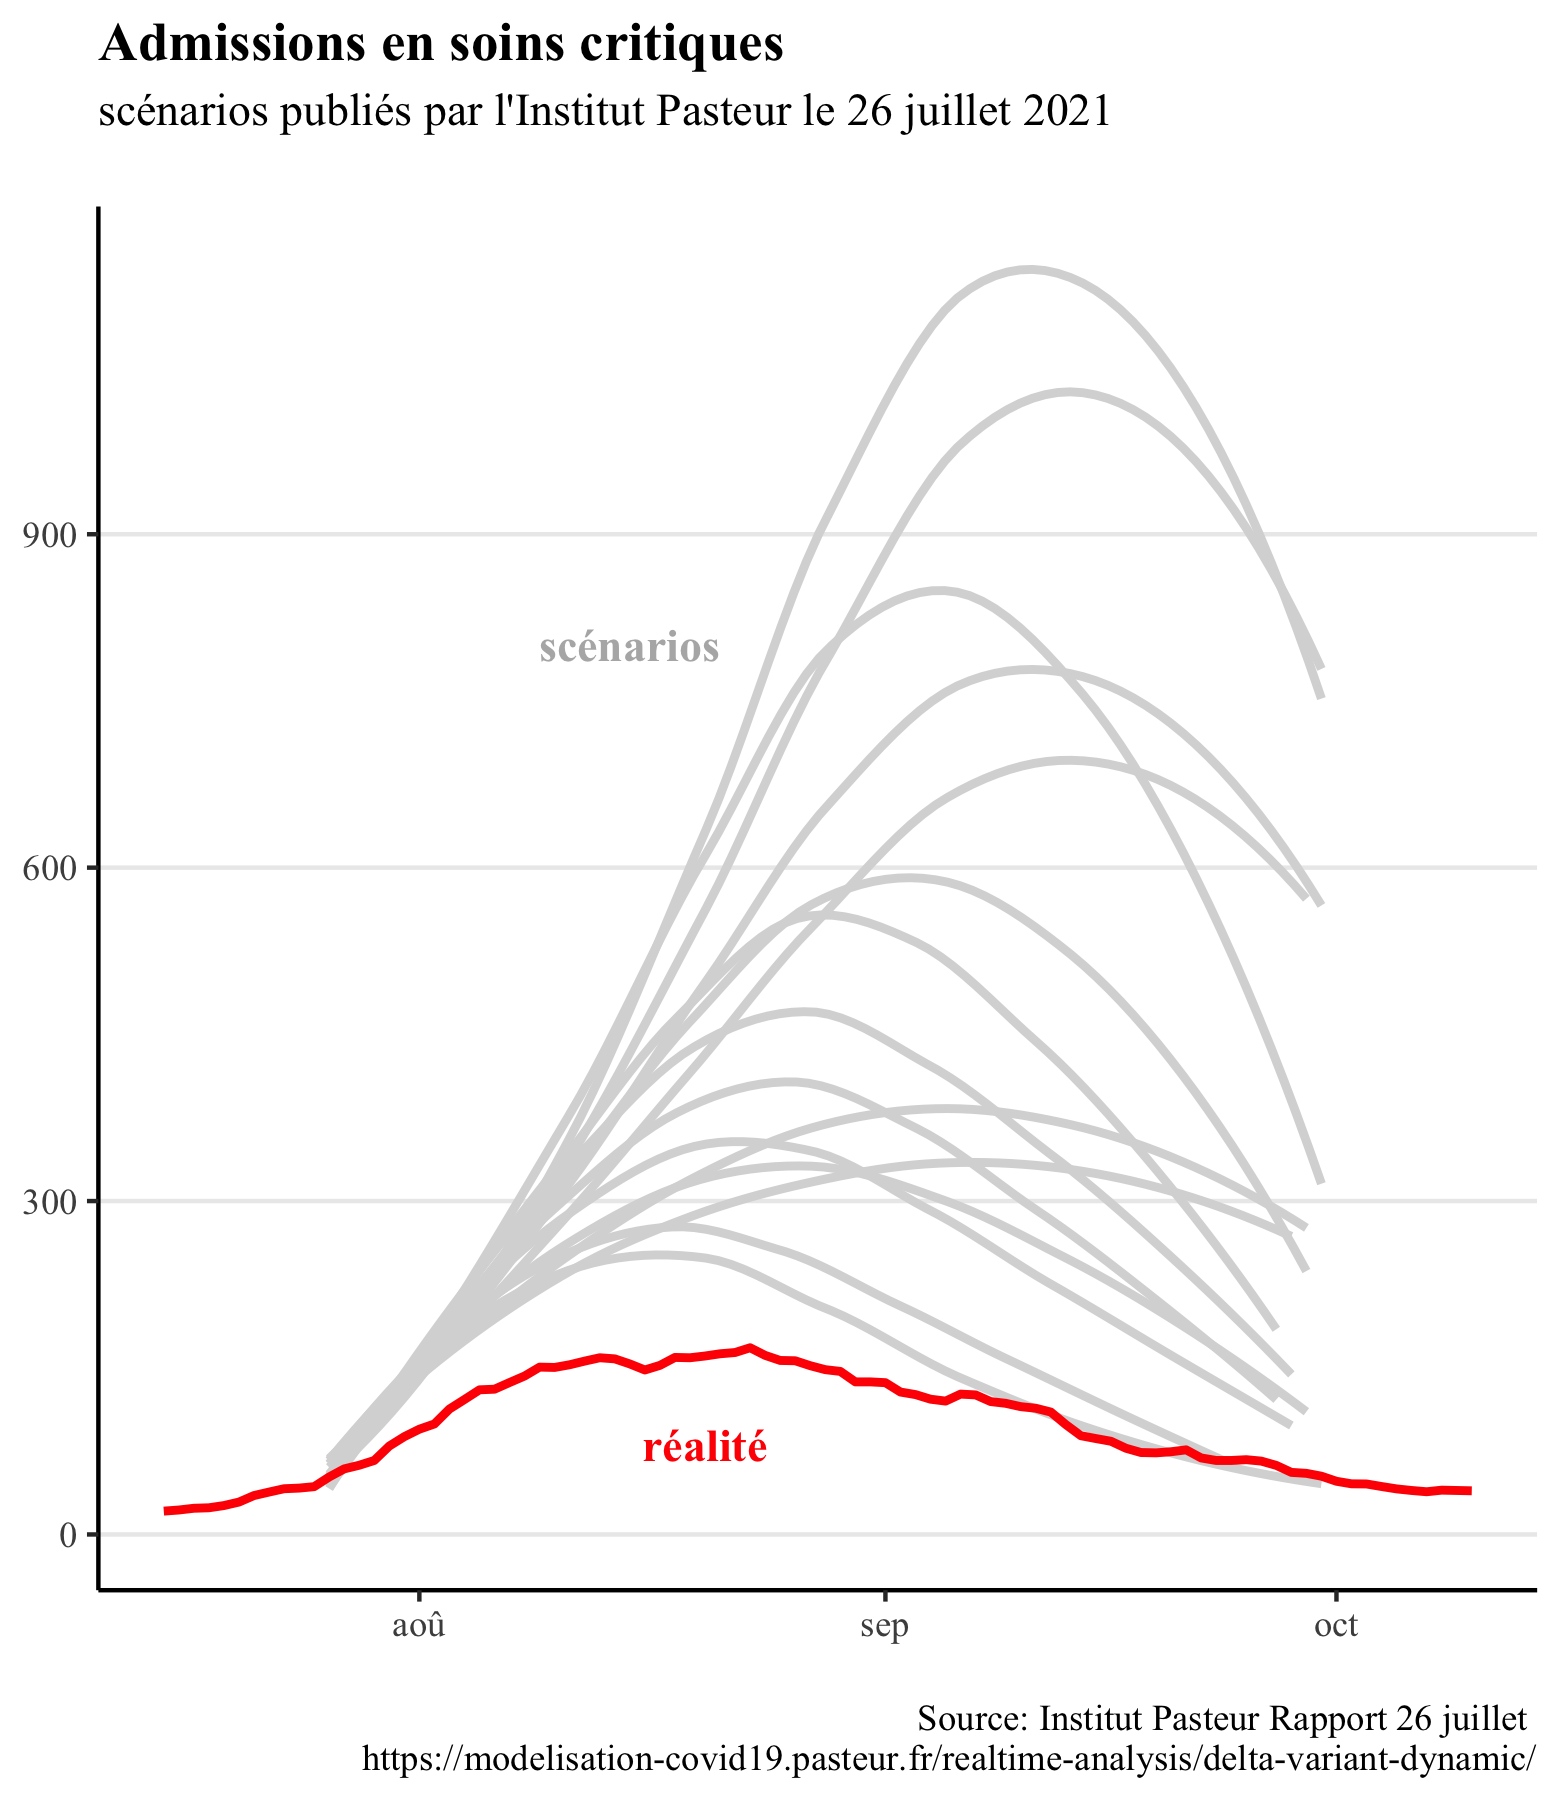 Admissions en soins critiques
scénarios publiés par l'Institut Pasteur le 26 juillet 2021
900
scénarios
600
300
réalité
0
aoû sep oct
Source: Institut Pasteur Rapport 26 juillet
https://modelisation-covid19.pasteur.fr/realtime-analysis/delta-variant-dynamic/